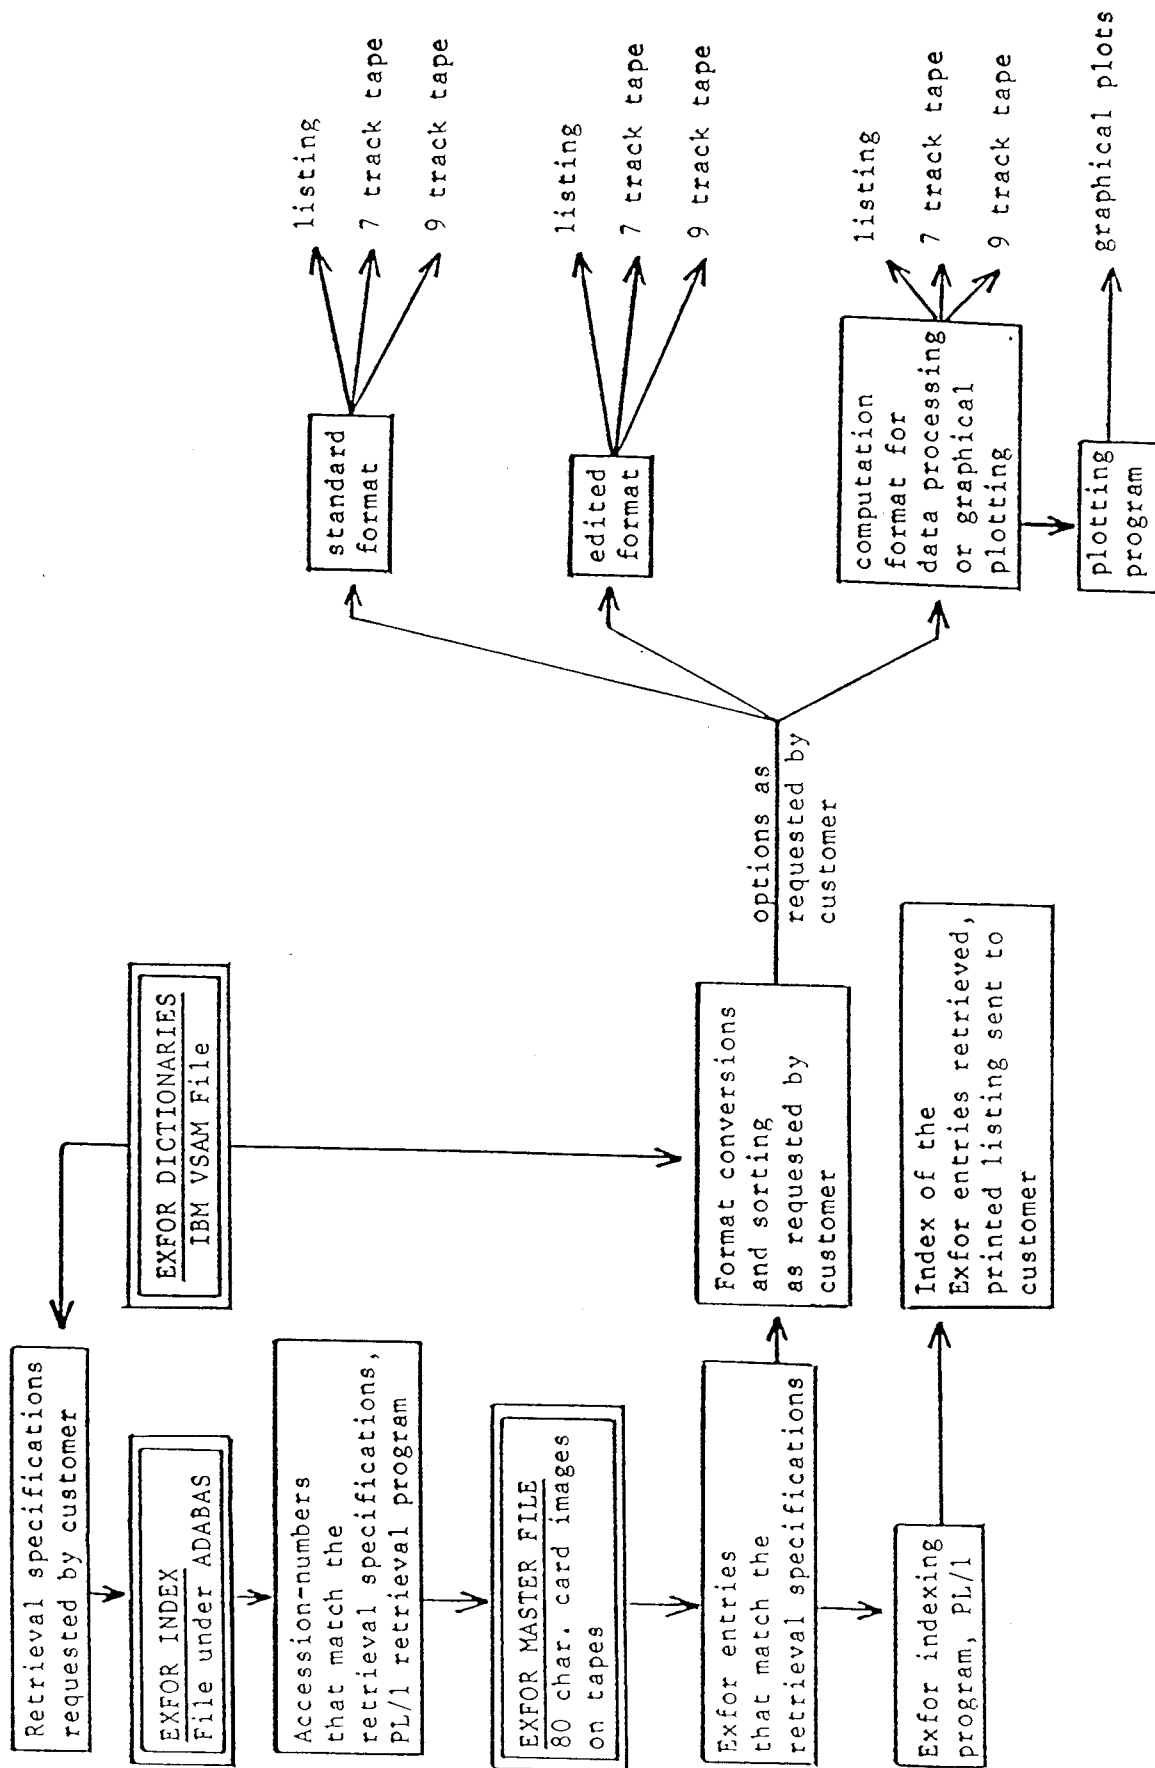 Retrieval specifications
requested by customer
EXFOR INDEX
File under ADABAS
Accession-numbers
that match the
retrieval specifications,
PL/1 retrieval program
EXFOR MASTER FILE
80 char. card images
on tapes
Exfor entries
that match the
retrieval specifications
Exfor indexing
program, PL/1
EXFOR DICTIONARIES
IBM VSAM File
Format conversions
and sorting
as requested by
customer
Index of the
Exfor entries retrieved,
printed listing sent to
customer
options as
requested by
customer
standard
format
listing
7 track tape
9 track tape
edited
format
listing
7 track tape
9 track tape
computation
format for
data processing
or graphical
plotting
listing
7 track tape
9 track tape
plotting
program
graphical plots